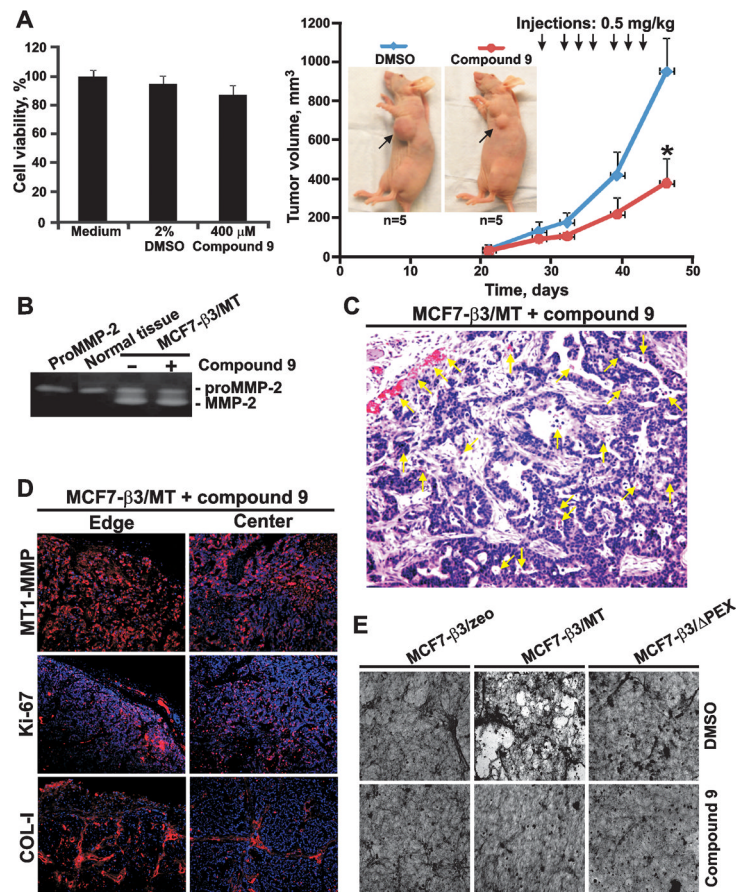 A
Cell viability, %
120
100
80
60
40
20
0
Medium
2%
DMSO
400 μM
Compound 9
Injections: 0.5 mg/kg
DMSO
Compound 9
n=5
n=5
Tumor volume, mm³
1200
1000
800
600
400
200
0
*
0
10
20
30
40
50
Time, days
B
ProMMP-2
Normal tissue
MCF7-β3/MT
–
+
Compound 9
- proMMP-2
- MMP-2
C
MCF7-β3/MT + compound 9
D
MCF7-β3/MT + compound 9
Edge
Center
MT1-MMP
Ki-67
COL-I
E
MCF7-β3/zeo
MCF7-β3/MT
MCF7-β3/ΔPEX
DMSO
Compound 9